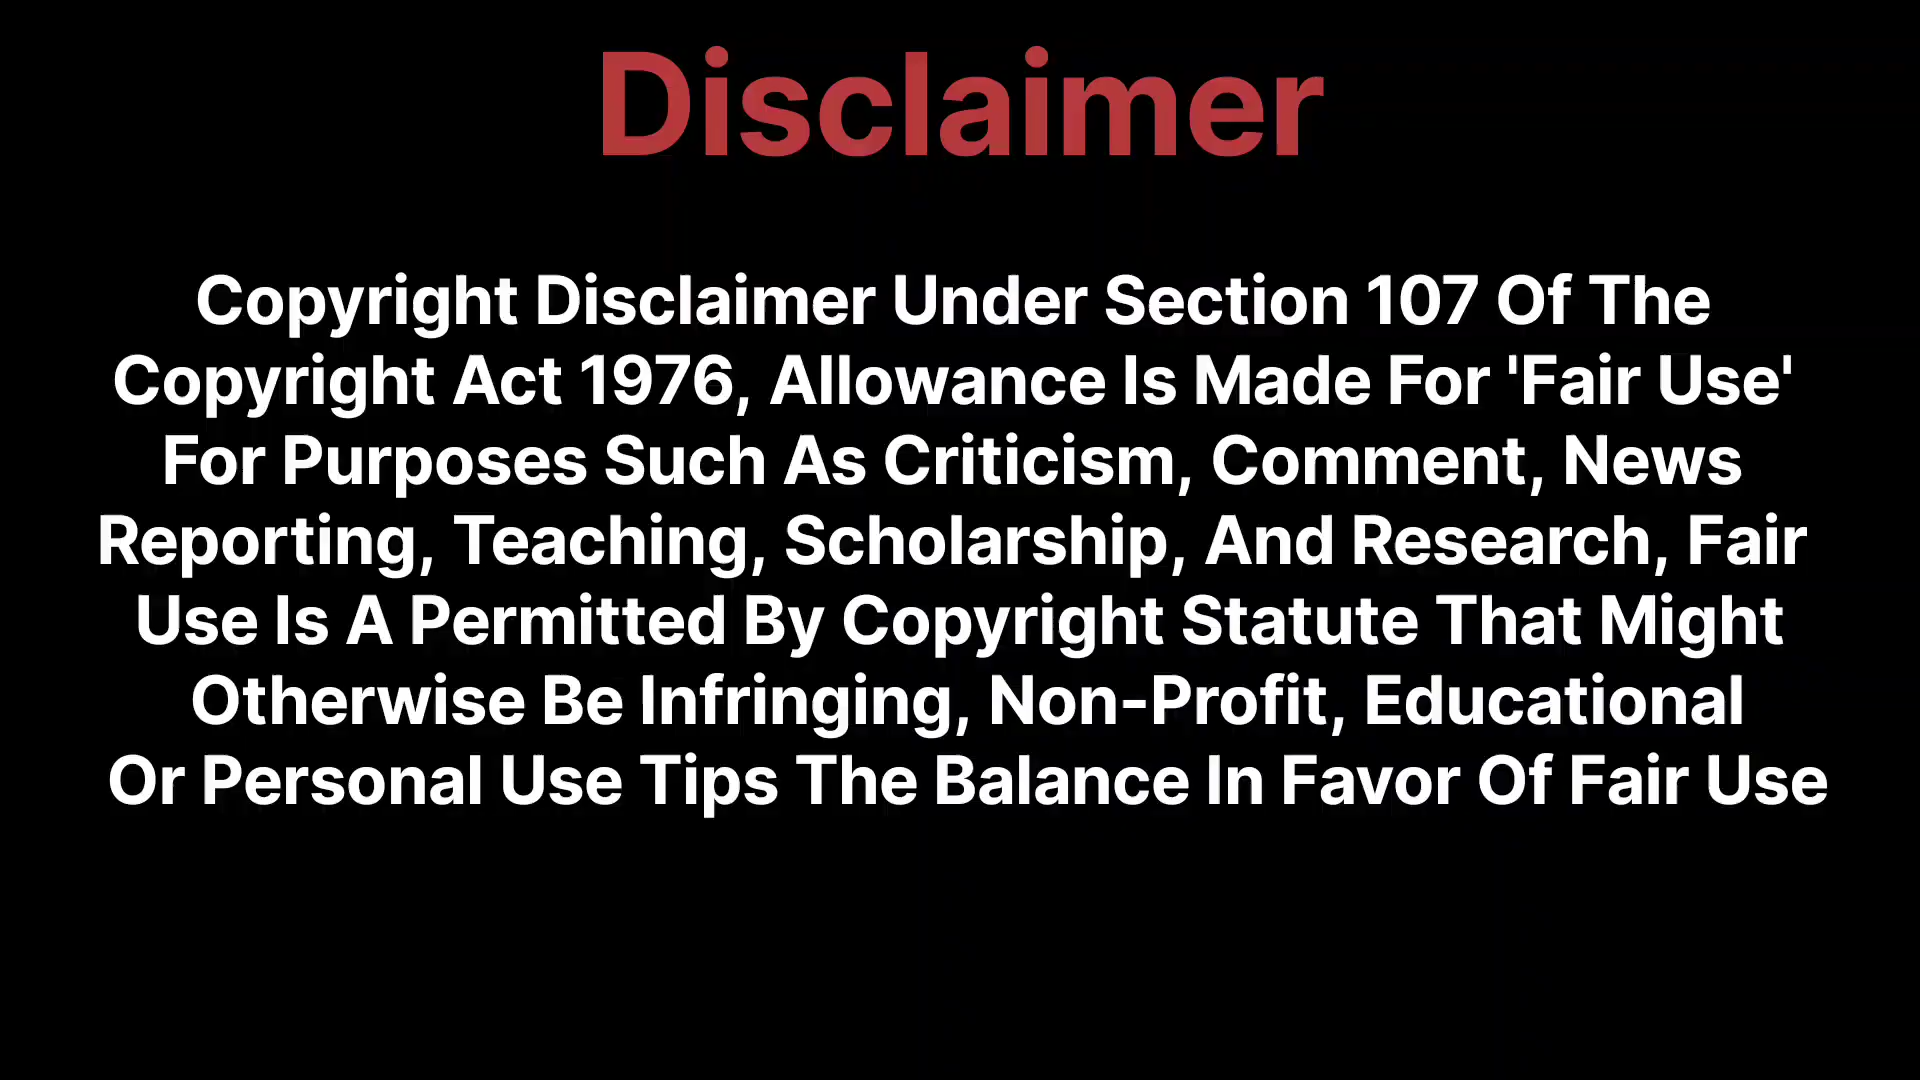 Disclaimer
Copyright Disclaimer Under Section 107 Of The
Copyright Act 1976, Allowance Is Made For 'Fair Use'
For Purposes Such As Criticism, Comment, News
Reporting, Teaching, Scholarship, And Research, Fair
Use Is A Permitted By Copyright Statute That Might
Otherwise Be Infringing, Non-Profit, Educational
Or Personal Use Tips The Balance In Favor Of Fair Use